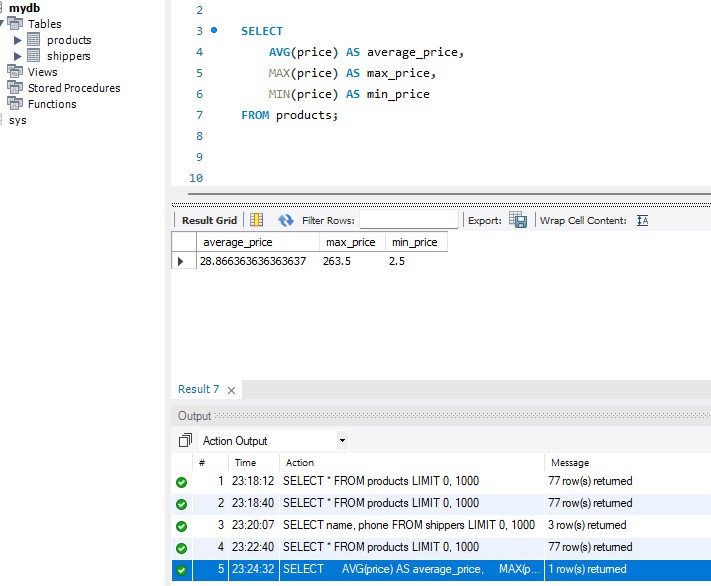 mydb
Tables
products
shippers
Views
Stored Procedures
Functions
sys
2
3 SELECT
4 AVG(price) AS average_price,
5 MAX(price) AS max_price,
6 MIN(price) AS min_price
7 FROM products;
8
9
10
Result Grid Filter Rows: Export: Wrap Cell Content:
average_price max_price min_price
28.866363636363637 263.5 2.5
Result 7
Output
Action Output
# Time Action Message
1 23:18:12 SELECT * FROM products LIMIT 0, 1000 77 row(s) returned
2 23:18:40 SELECT * FROM products LIMIT 0, 1000 77 row(s) returned
3 23:20:07 SELECT name, phone FROM shippers LIMIT 0, 1000 3 row(s) returned
4 23:22:40 SELECT * FROM products LIMIT 0, 1000 77 row(s) returned
5 23:24:32 SELECT AVG(price) AS average_price, MAX(p... 1 row(s) returned